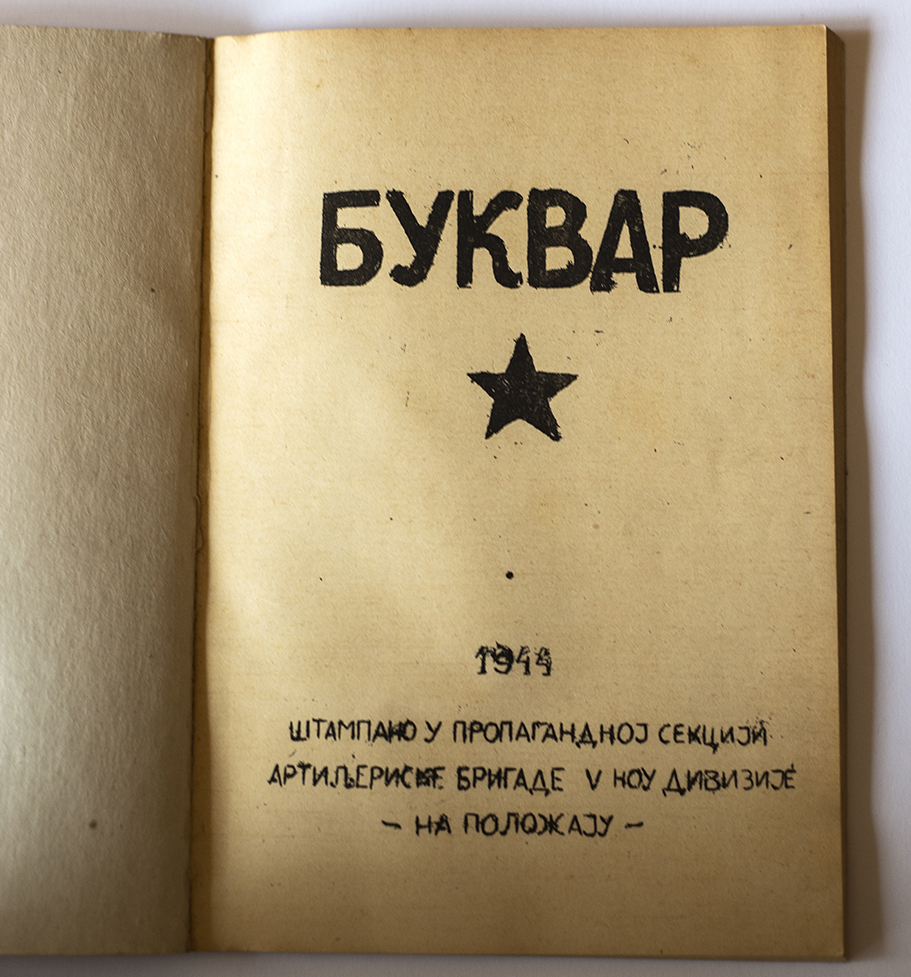 БУКВАР
1944
ШТАМПАНО У ПРОПАГАНДНОЈ СЕКЦИЈИ
АРТИЉЕРИСКЕ БРИГАДЕ V НОУ ДИВИЗИЈЕ
— НА ПОЛОЖАЈУ —